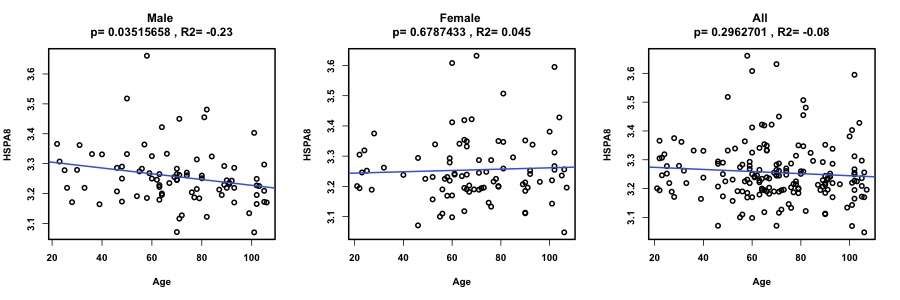 Male
p= 0.03515658 , R2= -0.23
HSPA8
3.6
3.5
3.4
3.3
3.2
3.1
20 40 60 80 100
Age
Female
p= 0.6787433 , R2= 0.045
HSPA8
3.6
3.5
3.4
3.3
3.2
3.1
20 40 60 80 100
Age
All
p= 0.2962701 , R2= -0.08
HSPA8
3.6
3.5
3.4
3.3
3.2
3.1
20 40 60 80 100
Age